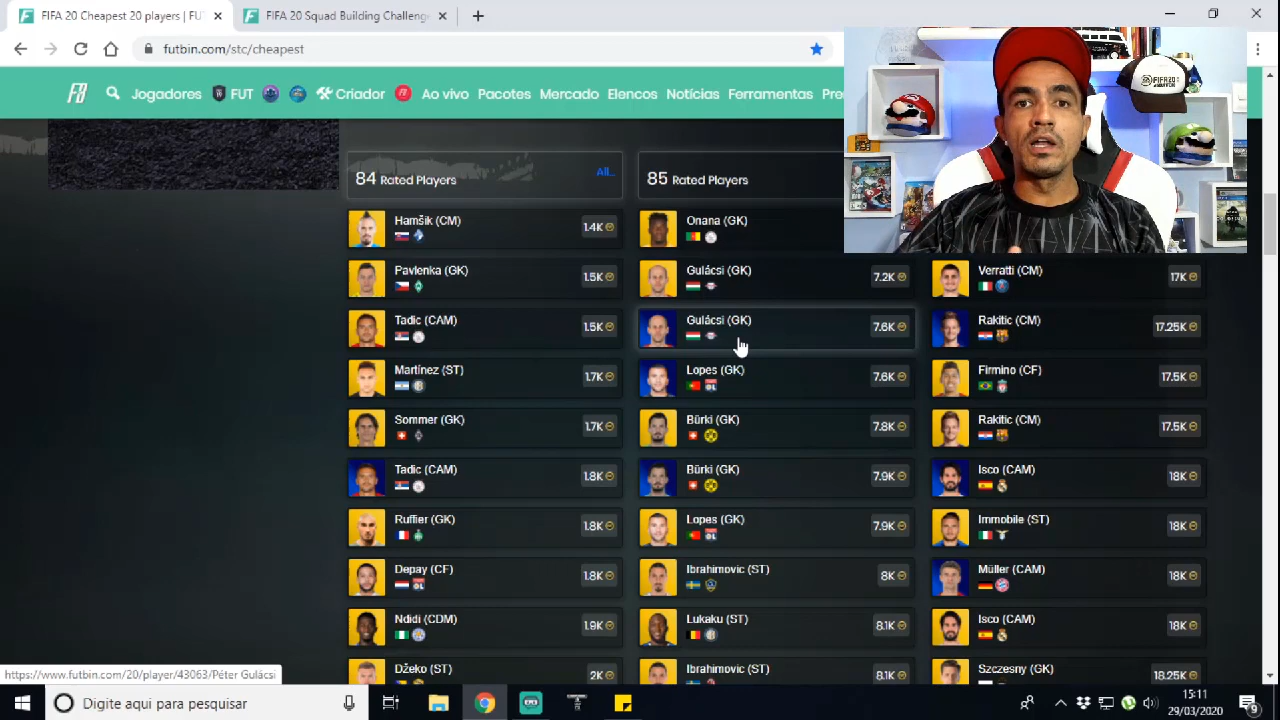 FIFA 20 Cheapest 20 players | FU
FIFA 20 Squad Building Challeng
futbin.com/stc/cheapest
Jogadores
FUT
Criador
Ao vivo
Pacotes
Mercado
Elencos
Notícias
Ferramentas
Pre
84 Rated Players
All...
Hamšik (CM)
1.4K
Pavlenka (GK)
1.5K
Tadic (CAM)
1.5K
Martínez (ST)
1.7K
Sommer (GK)
1.7K
Tadic (CAM)
1.8K
Ruffier (GK)
1.8K
Depay (CF)
1.8K
Ndidi (CDM)
1.9K
Džeko (ST)
2K
85 Rated Players
Onana (GK)
Gulácsi (GK)
7.2K
Gulácsi (GK)
7.6K
Lopes (GK)
7.6K
Bürki (GK)
7.8K
Bürki (GK)
7.9K
Lopes (GK)
7.9K
Ibrahimovic (ST)
8K
Lukaku (ST)
8.1K
Ibrahimovic (ST)
8.1K
Verratti (CM)
17K
Rakitic (CM)
17.25K
Firmino (CF)
17.5K
Rakitic (CM)
17.5K
Isco (CAM)
18K
Immobile (ST)
18K
Müller (CAM)
18K
Isco (CAM)
18K
Szczesny (GK)
18.25K
https://www.futbin.com/20/player/43063/Péter Gulácsi
Digite aqui para pesquisar
15:11
29/03/2020
9